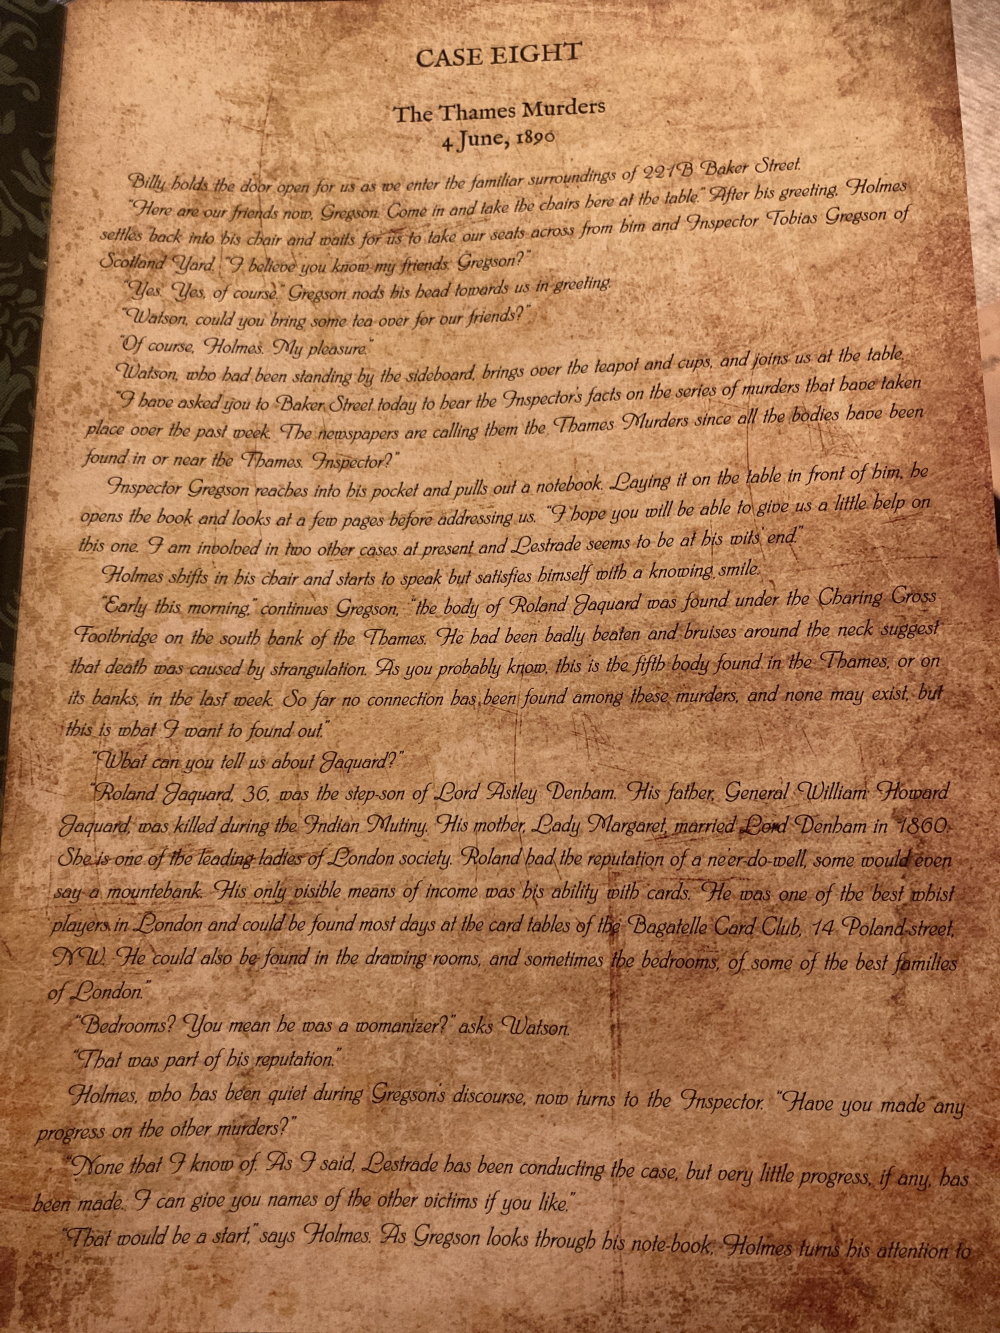 CASE EIGHT
The Thames Murders
4 June, 1890
Billy holds the door open for us as we enter the familiar surroundings of 221B Baker Street.
"Here are our friends now, Gregson. Come in and take the chairs here at the table." After his greeting, Holmes
settles back into his chair and waits for us to take our seats across from him and Inspector Tobias Gregson of
Scotland Yard. "I believe you know my friends, Gregson?"
"Yes. Yes, of course." Gregson nods his head towards us in greeting.
"Watson, could you bring some tea over for our friends?"
"Of course, Holmes. My pleasure."
Watson, who had been standing by the sideboard, brings over the teapot and cups, and joins us at the table.
"I have asked you to Baker Street today to hear the Inspector's facts on the series of murders that have taken
place over the past week. The newspapers are calling them the Thames Murders since all the bodies have been
found in or near the Thames. Inspector?"
Inspector Gregson reaches into his pocket and pulls out a notebook. Laying it on the table in front of him, he
opens the book and looks at a few pages before addressing us. "I hope you will be able to give us a little help on
this one. I am involved in two other cases at present and Lestrade seems to be at his wits' end."
Holmes shifts in his chair and starts to speak but satisfies himself with a knowing smile.
"Early this morning," continues Gregson, "the body of Roland Jaquard was found under the Charing Cross
Footbridge on the south bank of the Thames. He had been badly beaten and bruises around the neck suggest
that death was caused by strangulation. As you probably know, this is the fifth body found in the Thames, or on
its banks, in the last week. So far no connection has been found among these murders, and none may exist, but
this is what I want to found out."
"What can you tell us about Jaquard?"
"Roland Jaquard, 36, was the step-son of Lord Astley Denham. His father, General William Howard
Jaquard, was killed during the Indian Mutiny. His mother, Lady Margaret, married Lord Denham in 1860.
She is one of the leading ladies of London society. Roland had the reputation of a ne'er-do-well, some would even
say a mountebank. His only visible means of income was his ability with cards. He was one of the best whist
players in London and could be found most days at the card tables of the Bagatelle Card Club, 14 Poland-street,
NW. He could also be found in the drawing rooms, and sometimes the bedrooms, of some of the best families
of London."
"Bedrooms? You mean he was a womanizer?" asks Watson.
"That was part of his reputation."
Holmes, who has been quiet during Gregson's discourse, now turns to the Inspector. "Have you made any
progress on the other murders?"
"None that I know of. As I said, Lestrade has been conducting the case, but very little progress, if any, has
been made. I can give you names of the other victims if you like."
"That would be a start," says Holmes. As Gregson looks through his note-book, Holmes turns his attention to